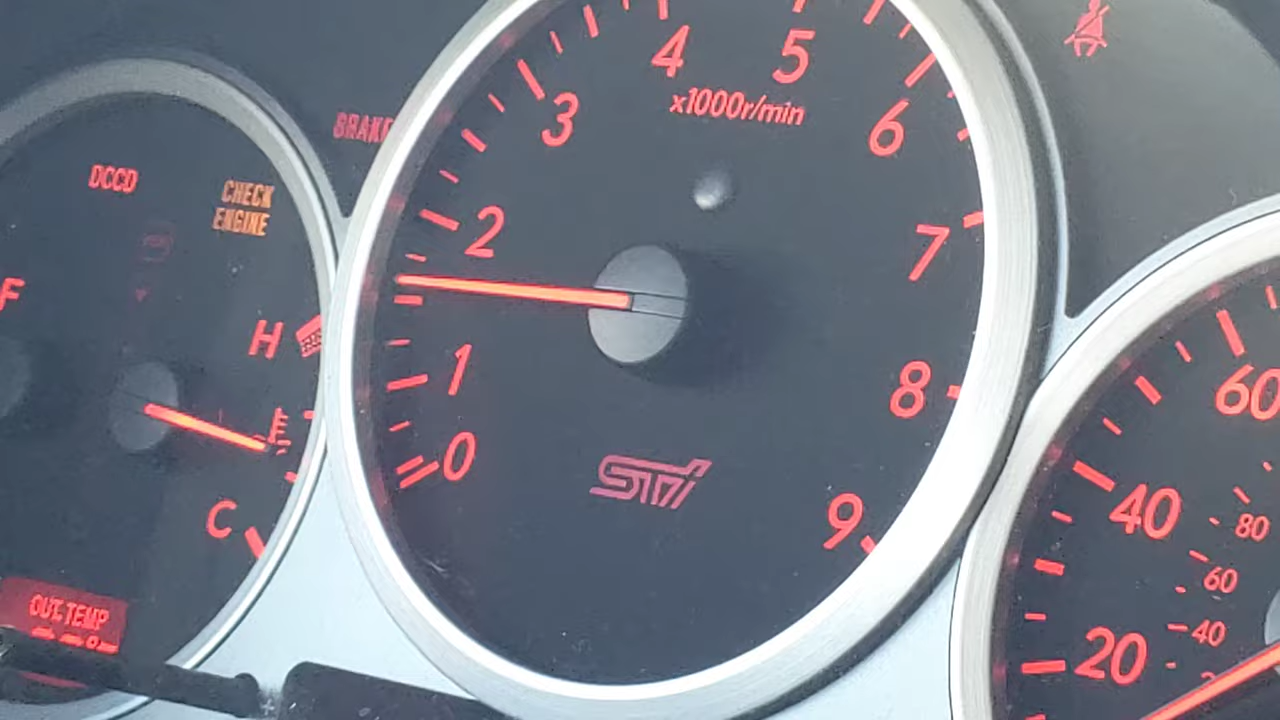 4
5
x1000r/min
3
6
BRAKE
DCCD
CHECK
ENGINE
2
7
F
H
1
8
60
0
STi
C
9
40
80
60
OUT.TEMP
20
40